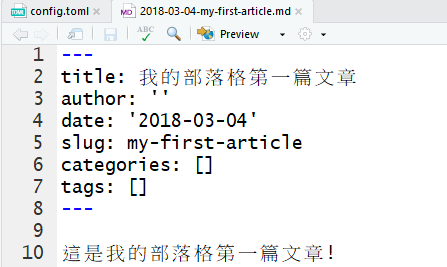 config.toml
2018-03-04-my-first-article.md
ABC
Preview
1 ---
2 title: 我的部落格第一篇文章
3 author: ''
4 date: '2018-03-04'
5 slug: my-first-article
6 categories: []
7 tags: []
8 ---
9
10 這是我的部落格第一篇文章!